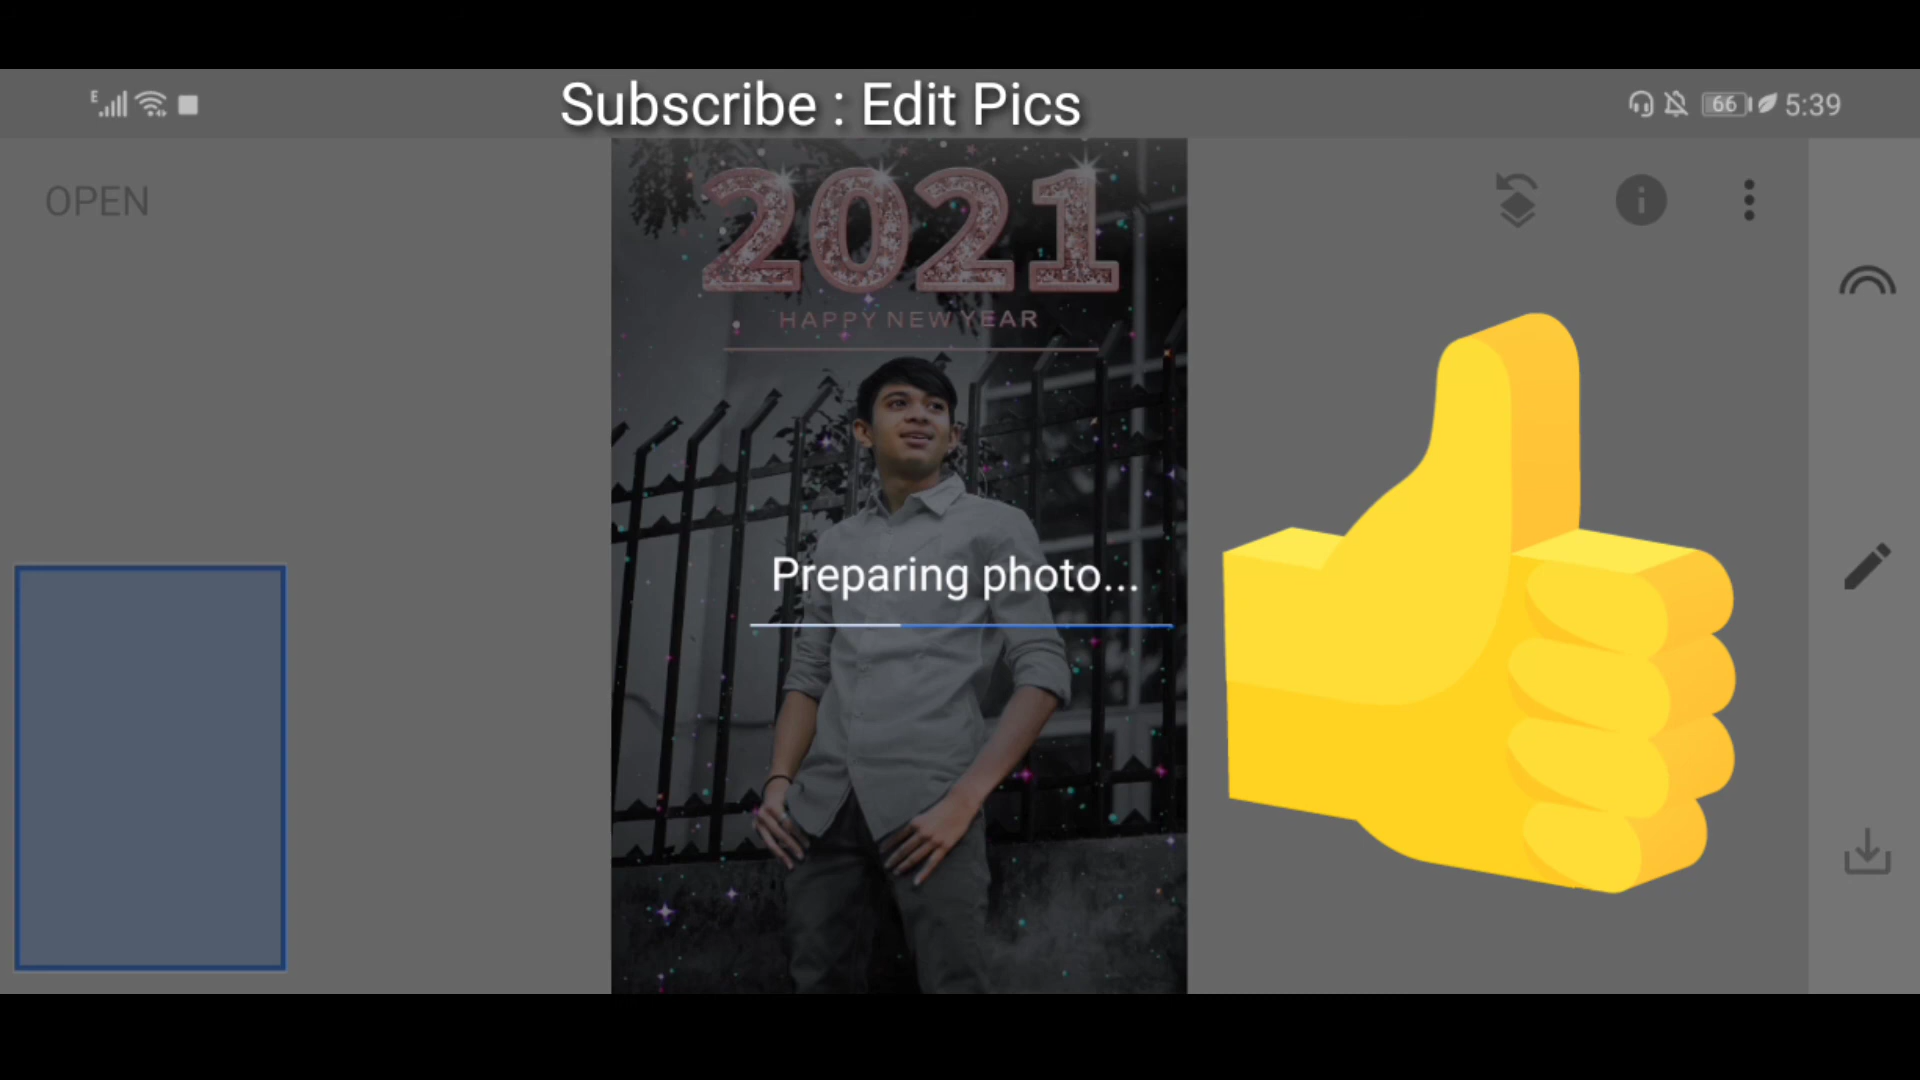 E
Subscribe : Edit Pics
66 5:39
OPEN
2021
HAPPY NEW YEAR
Preparing photo...